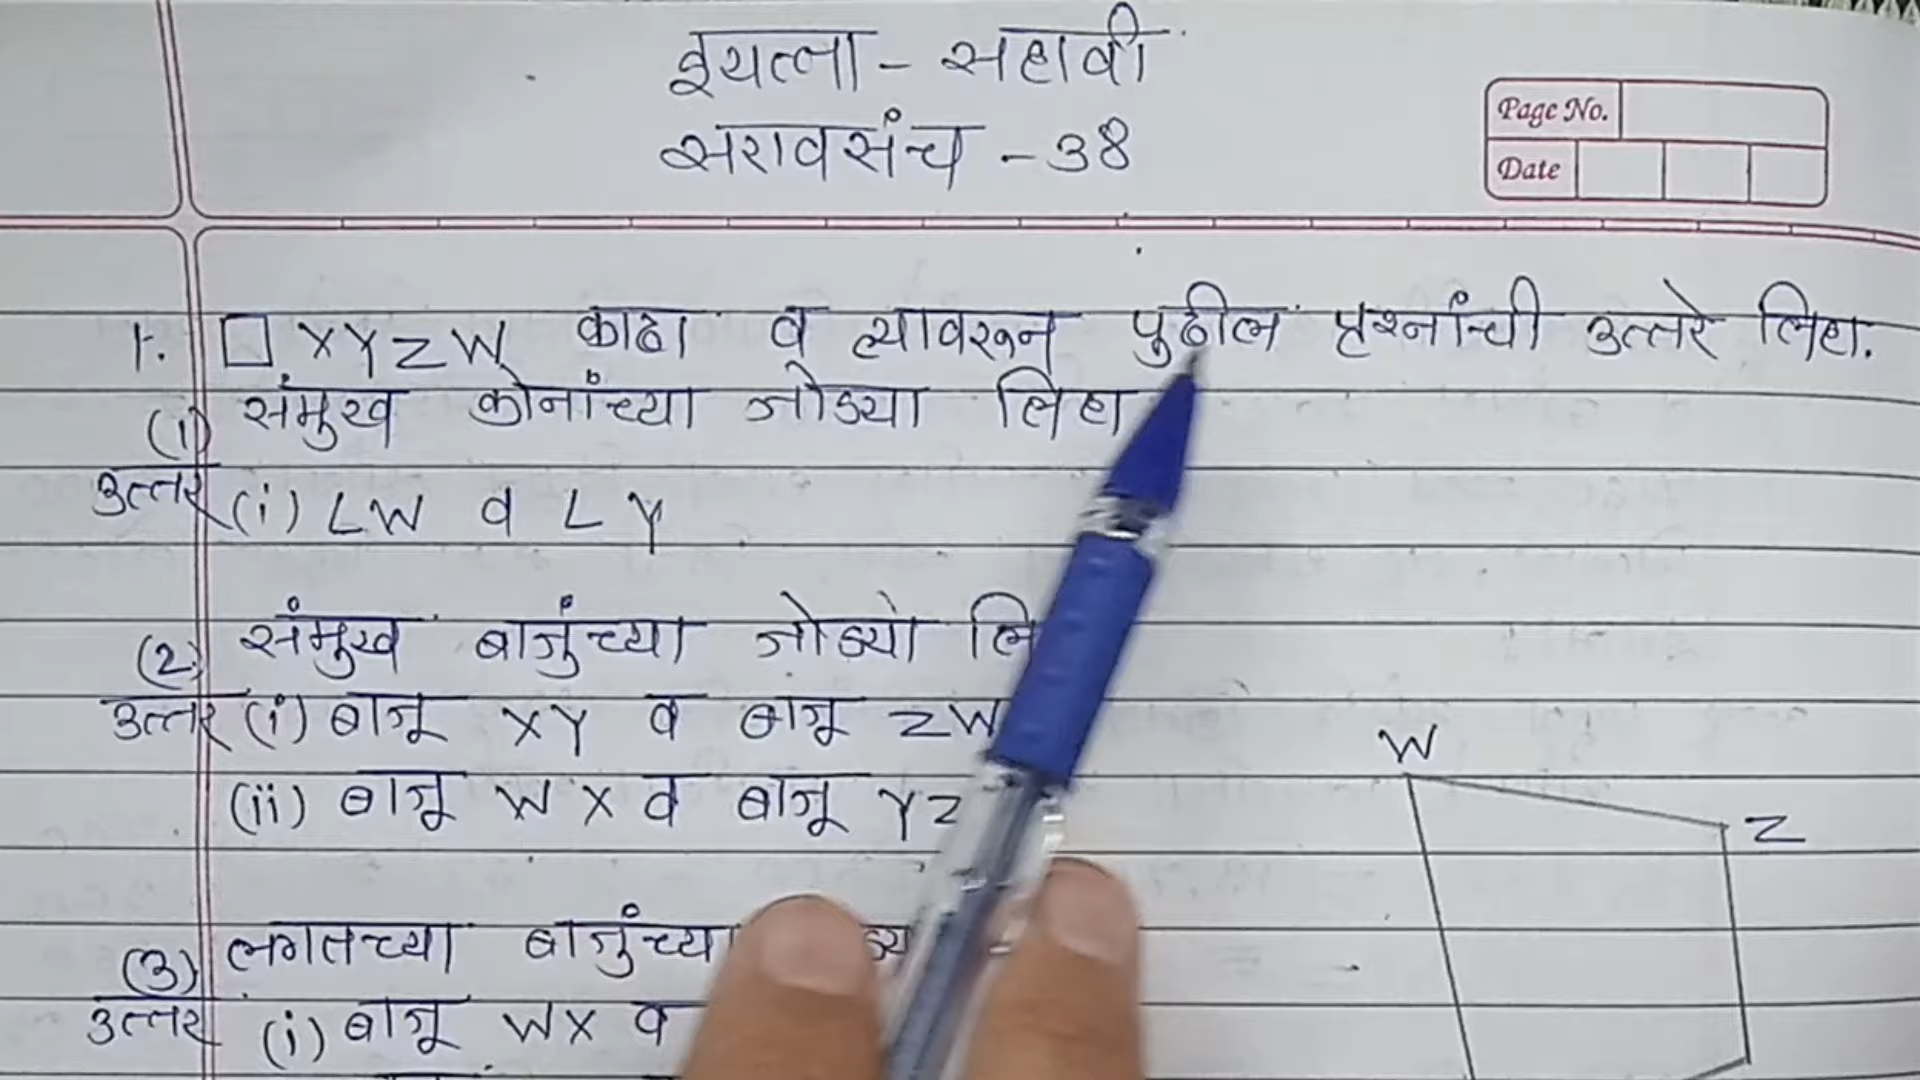 इयत्ता - सहावी
सरावसंच - 38
Page No.
Date
1. □ XYZW काढा व त्यावरून पुढील प्रश्नांची उत्तरे लिहा.
(1) संमुख कोनांच्या जोड्या लिहा
उत्तर (i) ∠W व ∠Y
(2) संमुख बाजुंच्या जोड्या
उत्तर (i) बाजू XY व बाजू ZW
(ii) बाजू WX व बाजू YZ
W
Z
(3) लगतच्या बाजुंच्या
उत्तर (i) बाजू WX व